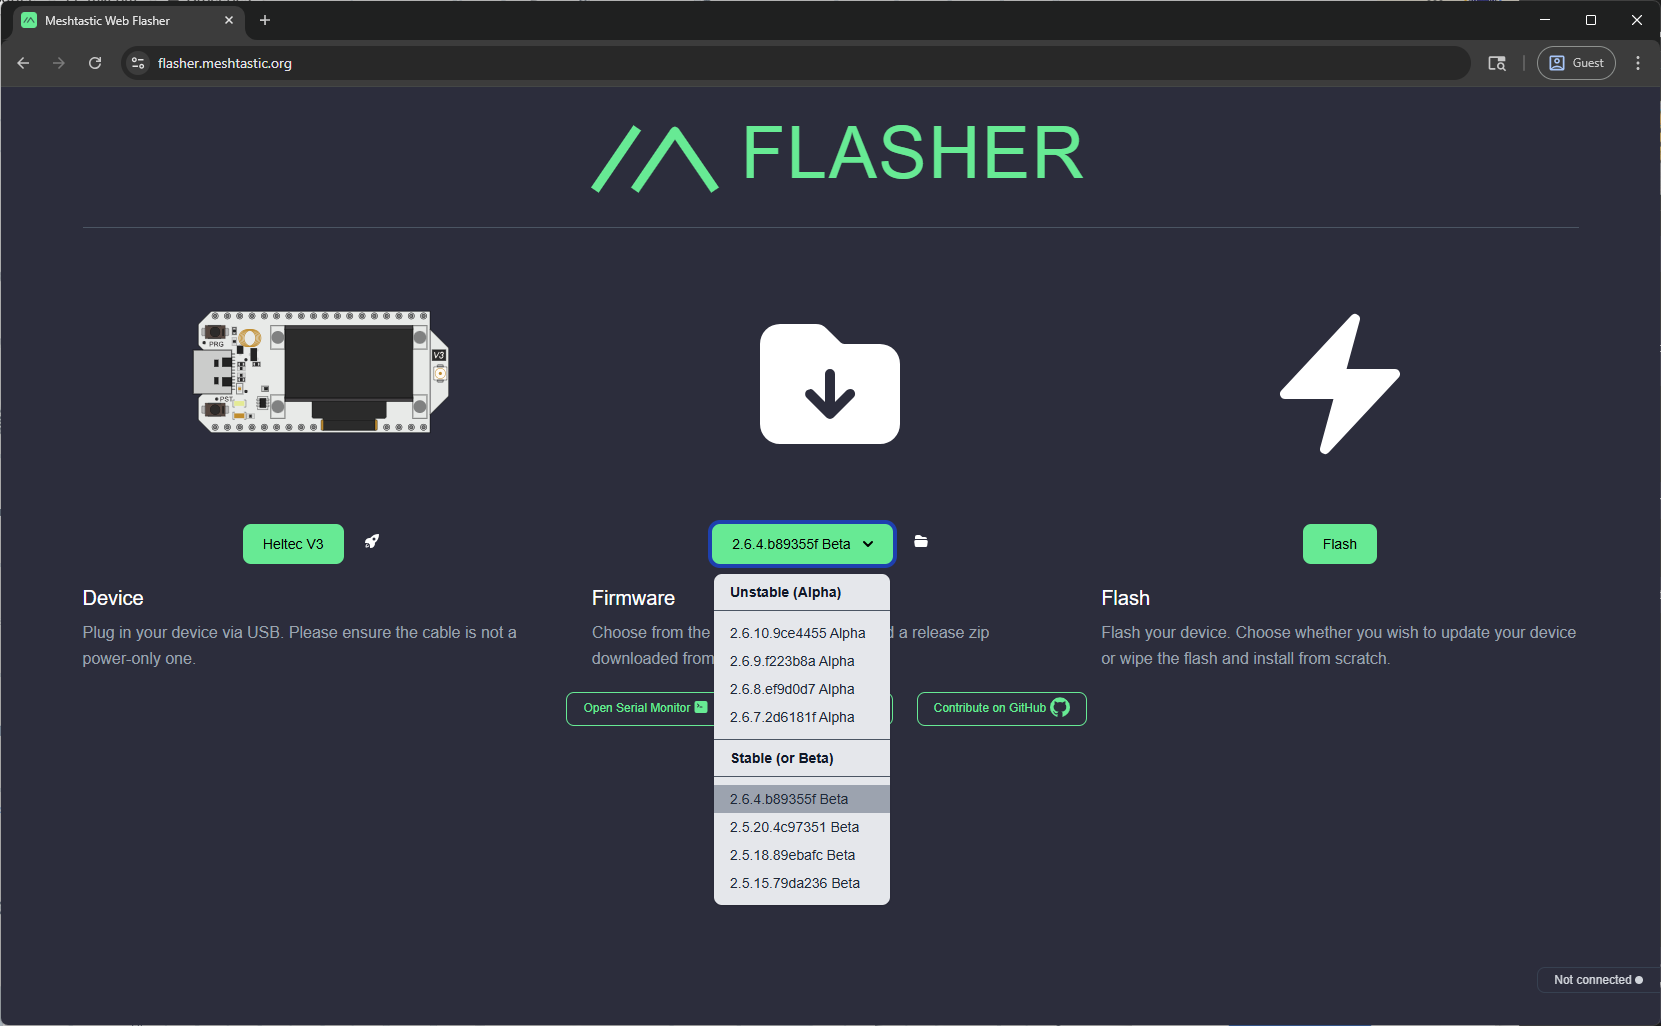 Meshtastic Web Flasher
flasher.meshtastic.org
Guest
FLASHER
PRG
V3
PST
Heltec V3
2.6.4.b89355f Beta
Flash
Device
Plug in your device via USB. Please ensure the cable is not a
power-only one.
Firmware
Choose from the
a release zip
downloaded from
Flash
Flash your device. Choose whether you wish to update your device
or wipe the flash and install from scratch.
Unstable (Alpha)
2.6.10.9ce4455 Alpha
2.6.9.f223b8a Alpha
2.6.8.ef9d0d7 Alpha
2.6.7.2d6181f Alpha
Stable (or Beta)
2.6.4.b89355f Beta
2.5.20.4c97351 Beta
2.5.18.89ebafc Beta
2.5.15.79da236 Beta
Open Serial Monitor
Contribute on GitHub
Not connected